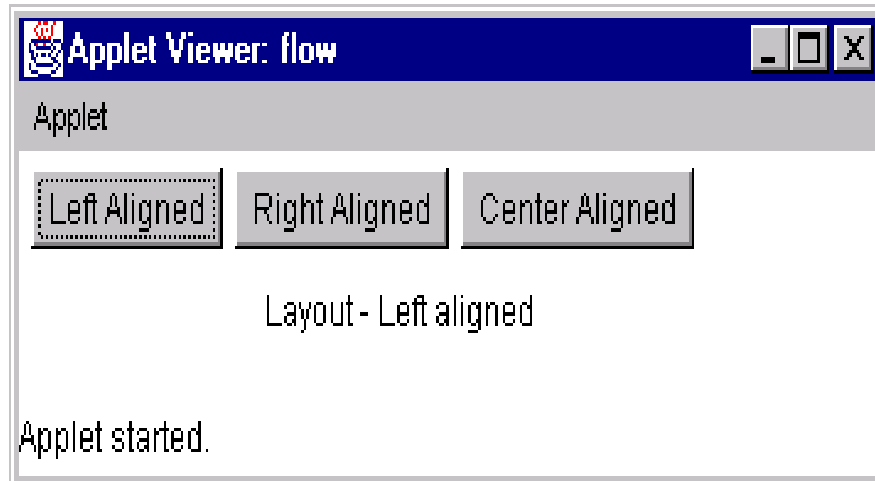 Applet Viewer: flow
Applet
Left Aligned Right Aligned Center Aligned
Layout - Left aligned
Applet started.